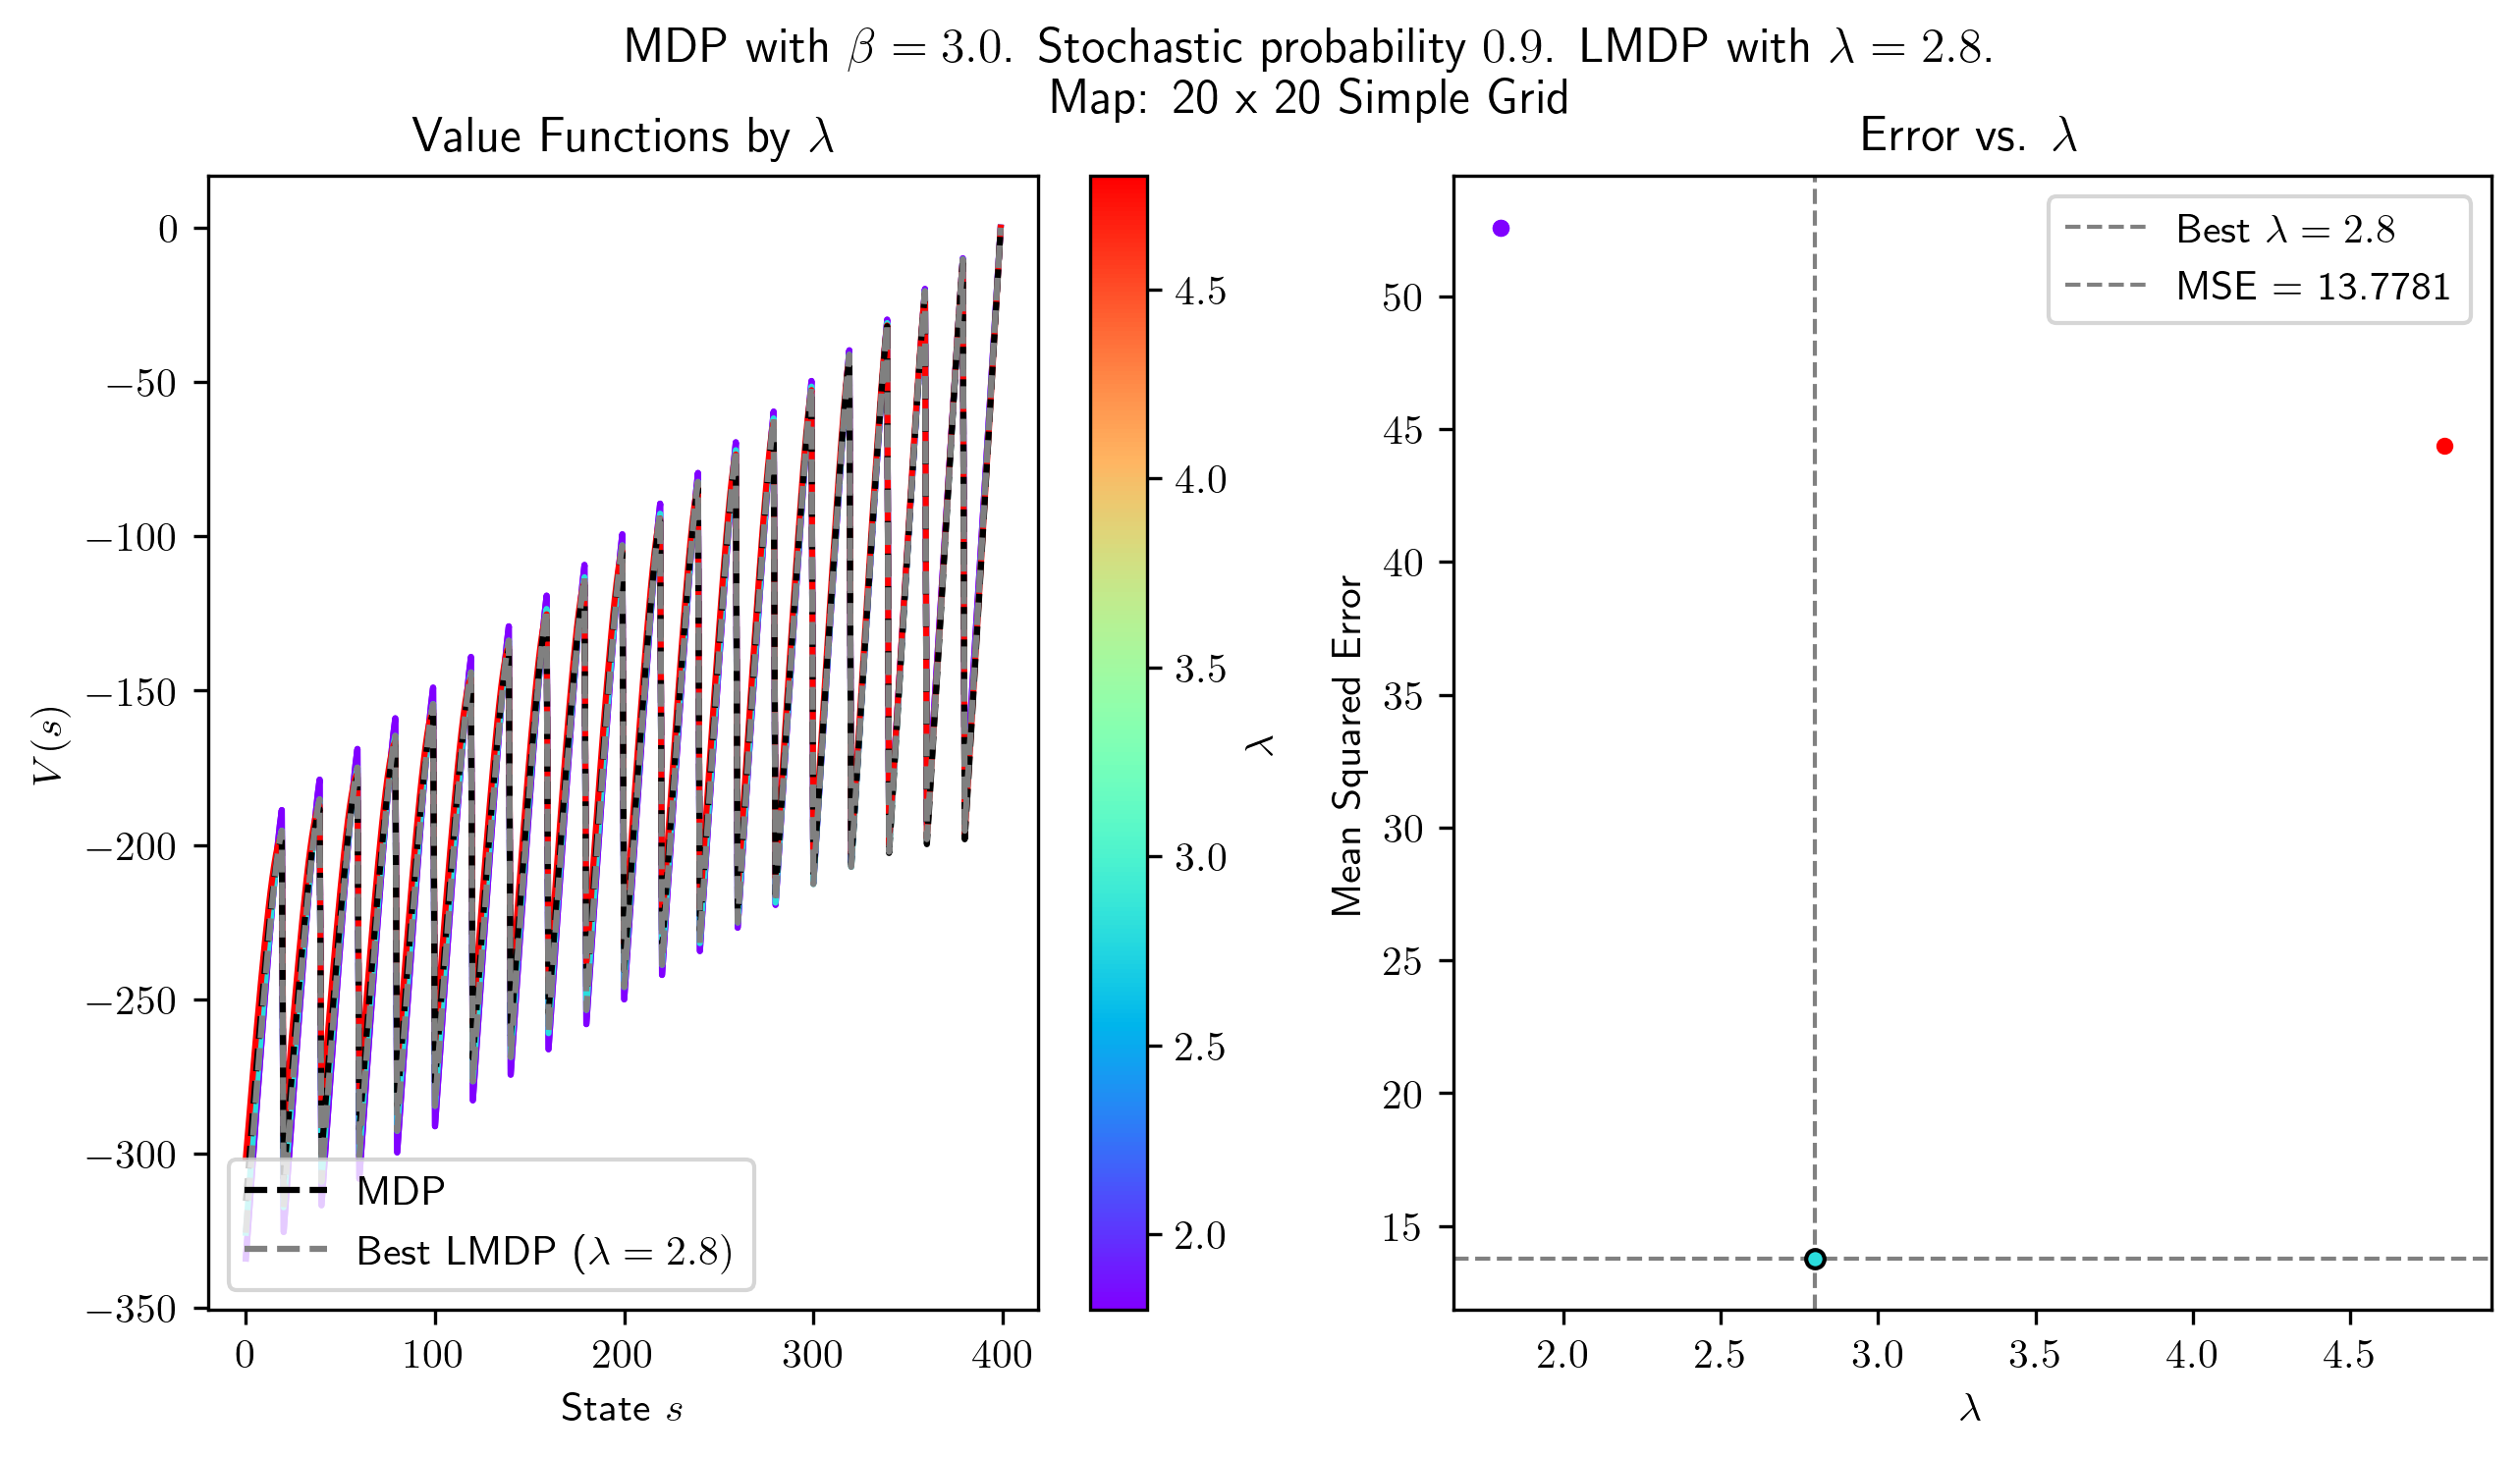 MDP with β = 3.0. Stochastic probability 0.9. LMDP with λ = 2.8.
Map: 20 x 20 Simple Grid
Value Functions by λ
0
−50
−100
−150
−200
−250
−300
−350
V(s)
0 100 200 300 400
State s
MDP
Best LMDP (λ = 2.8)
4.5
4.0
3.5
3.0
2.5
2.0
λ
Error vs. λ
50
45
40
35
30
25
20
15
Mean Squared Error
2.0 2.5 3.0 3.5 4.0 4.5
λ
Best λ = 2.8
MSE = 13.7781